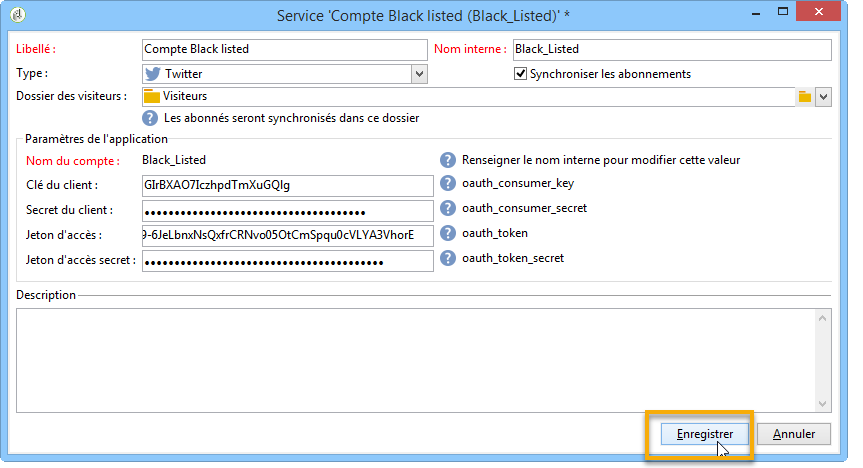 Service 'Compte Black listed (Black_Listed)' *
Libellé : Compte Black listed Nom interne : Black_Listed
Type : Twitter Synchroniser les abonnements
Dossier des visiteurs : Visiteurs
Les abonnés seront synchronisés dans ce dossier
Paramètres de l'application
Nom du compte : Black_Listed Renseigner le nom interne pour modifier cette valeur
Clé du client : GIrBXAO7IczhpdTmXuGQIg oauth_consumer_key
Secret du client : •••••••••••••••••••••••••••••••••••••• oauth_consumer_secret
Jeton d'accès : 9-6JeLbnxNsQxfrCRNvo05OtCmSpqu0cVLYA3VhorE oauth_token
Jeton d'accès secret : ••••••••••••••••••••••••••••••••••••••••• oauth_token_secret
Description
Enregistrer Annuler